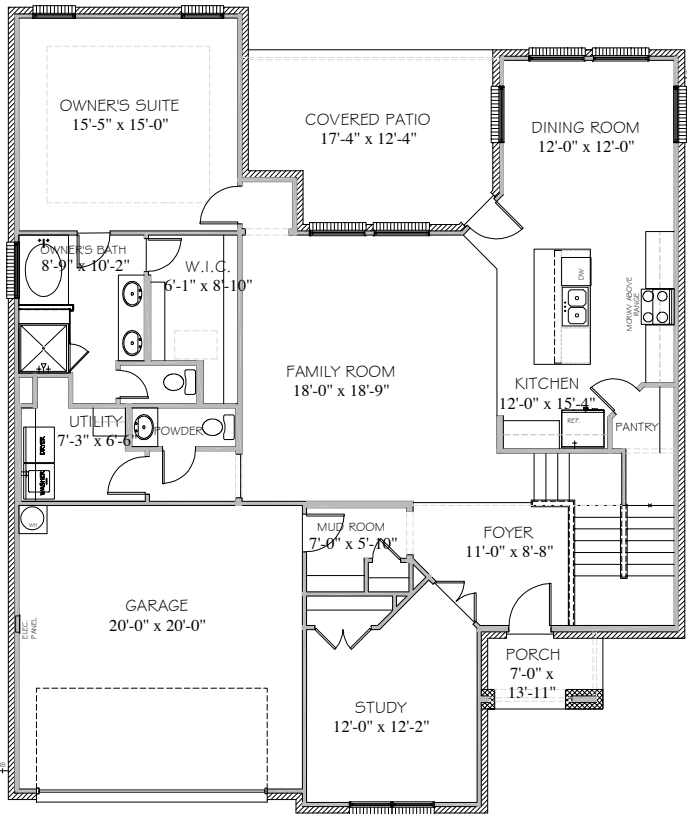 OWNER'S SUITE
15'-5" x 15'-0"
COVERED PATIO
17'-4" x 12'-4"
DINING ROOM
12'-0" x 12'-0"
OWNER'S BATH
8'-9" x 10'-2"
W.I.C.
6'-1" x 8'-10"
DW
MICRO/W ABOVE
RANGE
FAMILY ROOM
18'-0" x 18'-9"
KITCHEN
12'-0" x 15'-4"
REF.
PANTRY
UTILITY
7'-3" x 6'-6"
POWDER
DRYER
WASHER
W/H
MUD ROOM
7'-0" x 5'-10"
FOYER
11'-0" x 8'-8"
GARAGE
20'-0" x 20'-0"
ELEC.
PANEL
PORCH
7'-0" x
13'-11"
STUDY
12'-0" x 12'-2"